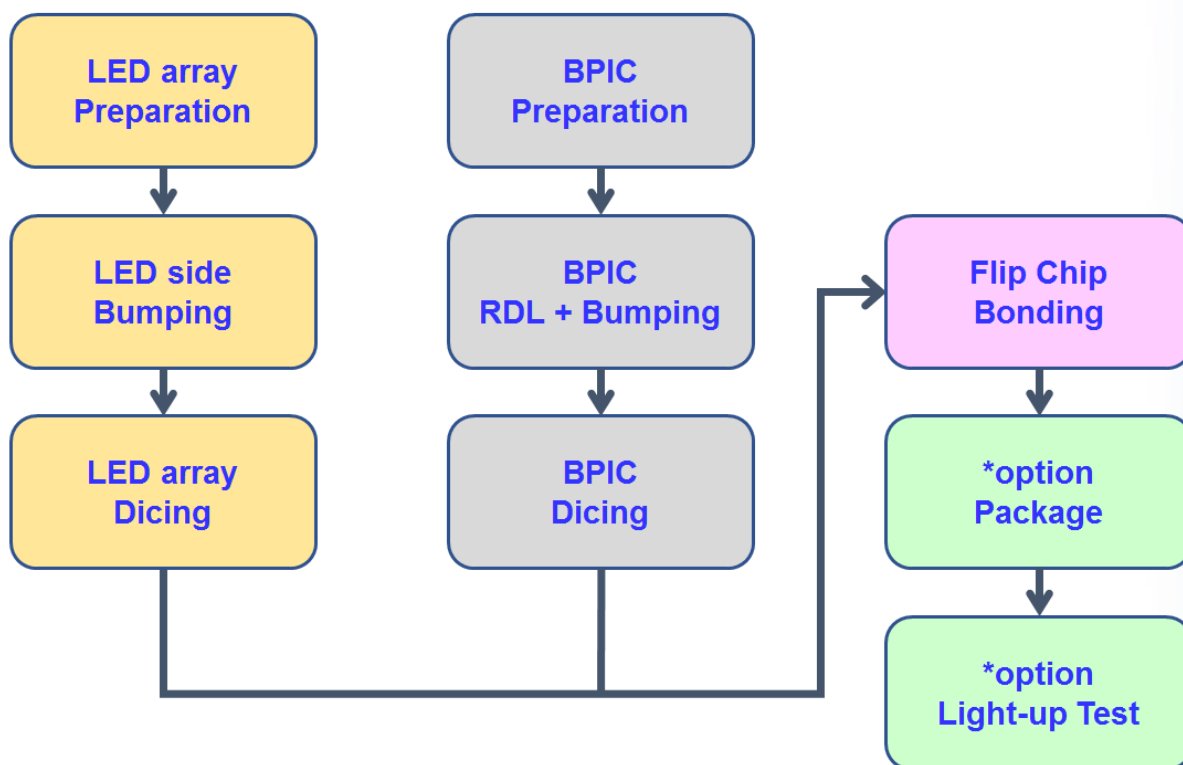 LED array
Preparation
LED side
Bumping
LED array
Dicing
BPIC
Preparation
BPIC
RDL + Bumping
BPIC
Dicing
Flip Chip
Bonding
*option
Package
*option
Light-up Test